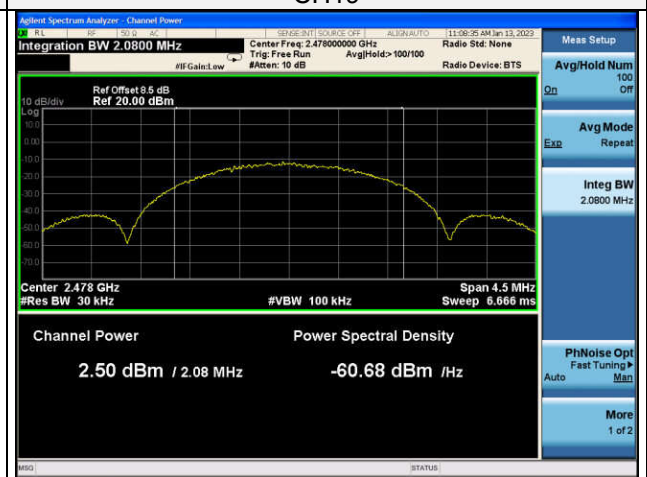 Agilent Spectrum Analyzer - Channel Power
RL RF 50 Ω AC SENSE:INT SOURCE OFF ALIGN AUTO 11:08:35 AM Jan 13, 2023
Integration BW 2.0800 MHz Center Freq: 2.478000000 GHz Radio Std: None
Trig: Free Run Avg|Hold:> 100/100
#IFGain:Low #Atten: 10 dB Radio Device: BTS
Ref Offset 8.5 dB
10 dB/div Ref 20.00 dBm
Log
10.0
0.00
-10.0
-20.0
-30.0
-40.0
-50.0
-60.0
-70.0
Center 2.478 GHz Span 4.5 MHz
#Res BW 30 kHz #VBW 100 kHz Sweep 6.666 ms
Channel Power Power Spectral Density
2.50 dBm / 2.08 MHz -60.68 dBm /Hz
MSG STATUS
Meas Setup
Avg/Hold Num
100
On Off
Avg Mode
Exp Repeat
Integ BW
2.0800 MHz
PhNoise Opt
Fast Tuning▶
Auto Man
More
1 of 2